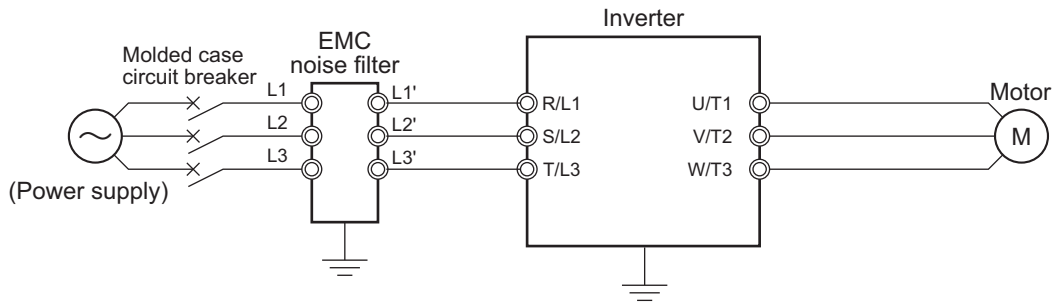 Inverter
EMC
noise filter
Molded case
circuit breaker
Motor
L1
L1'
R/L1
U/T1
L2
L2'
S/L2
V/T2
M
L3
L3'
T/L3
W/T3
(Power supply)